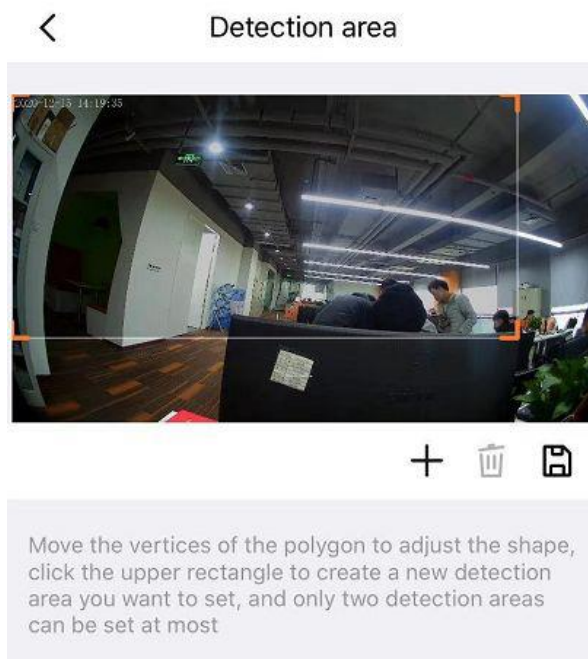 Detection area
2020-12-15 14:19:35
Move the vertices of the polygon to adjust the shape,
click the upper rectangle to create a new detection
area you want to set, and only two detection areas
can be set at most